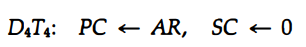 D₄T₄: PC ← AR, SC ← 0